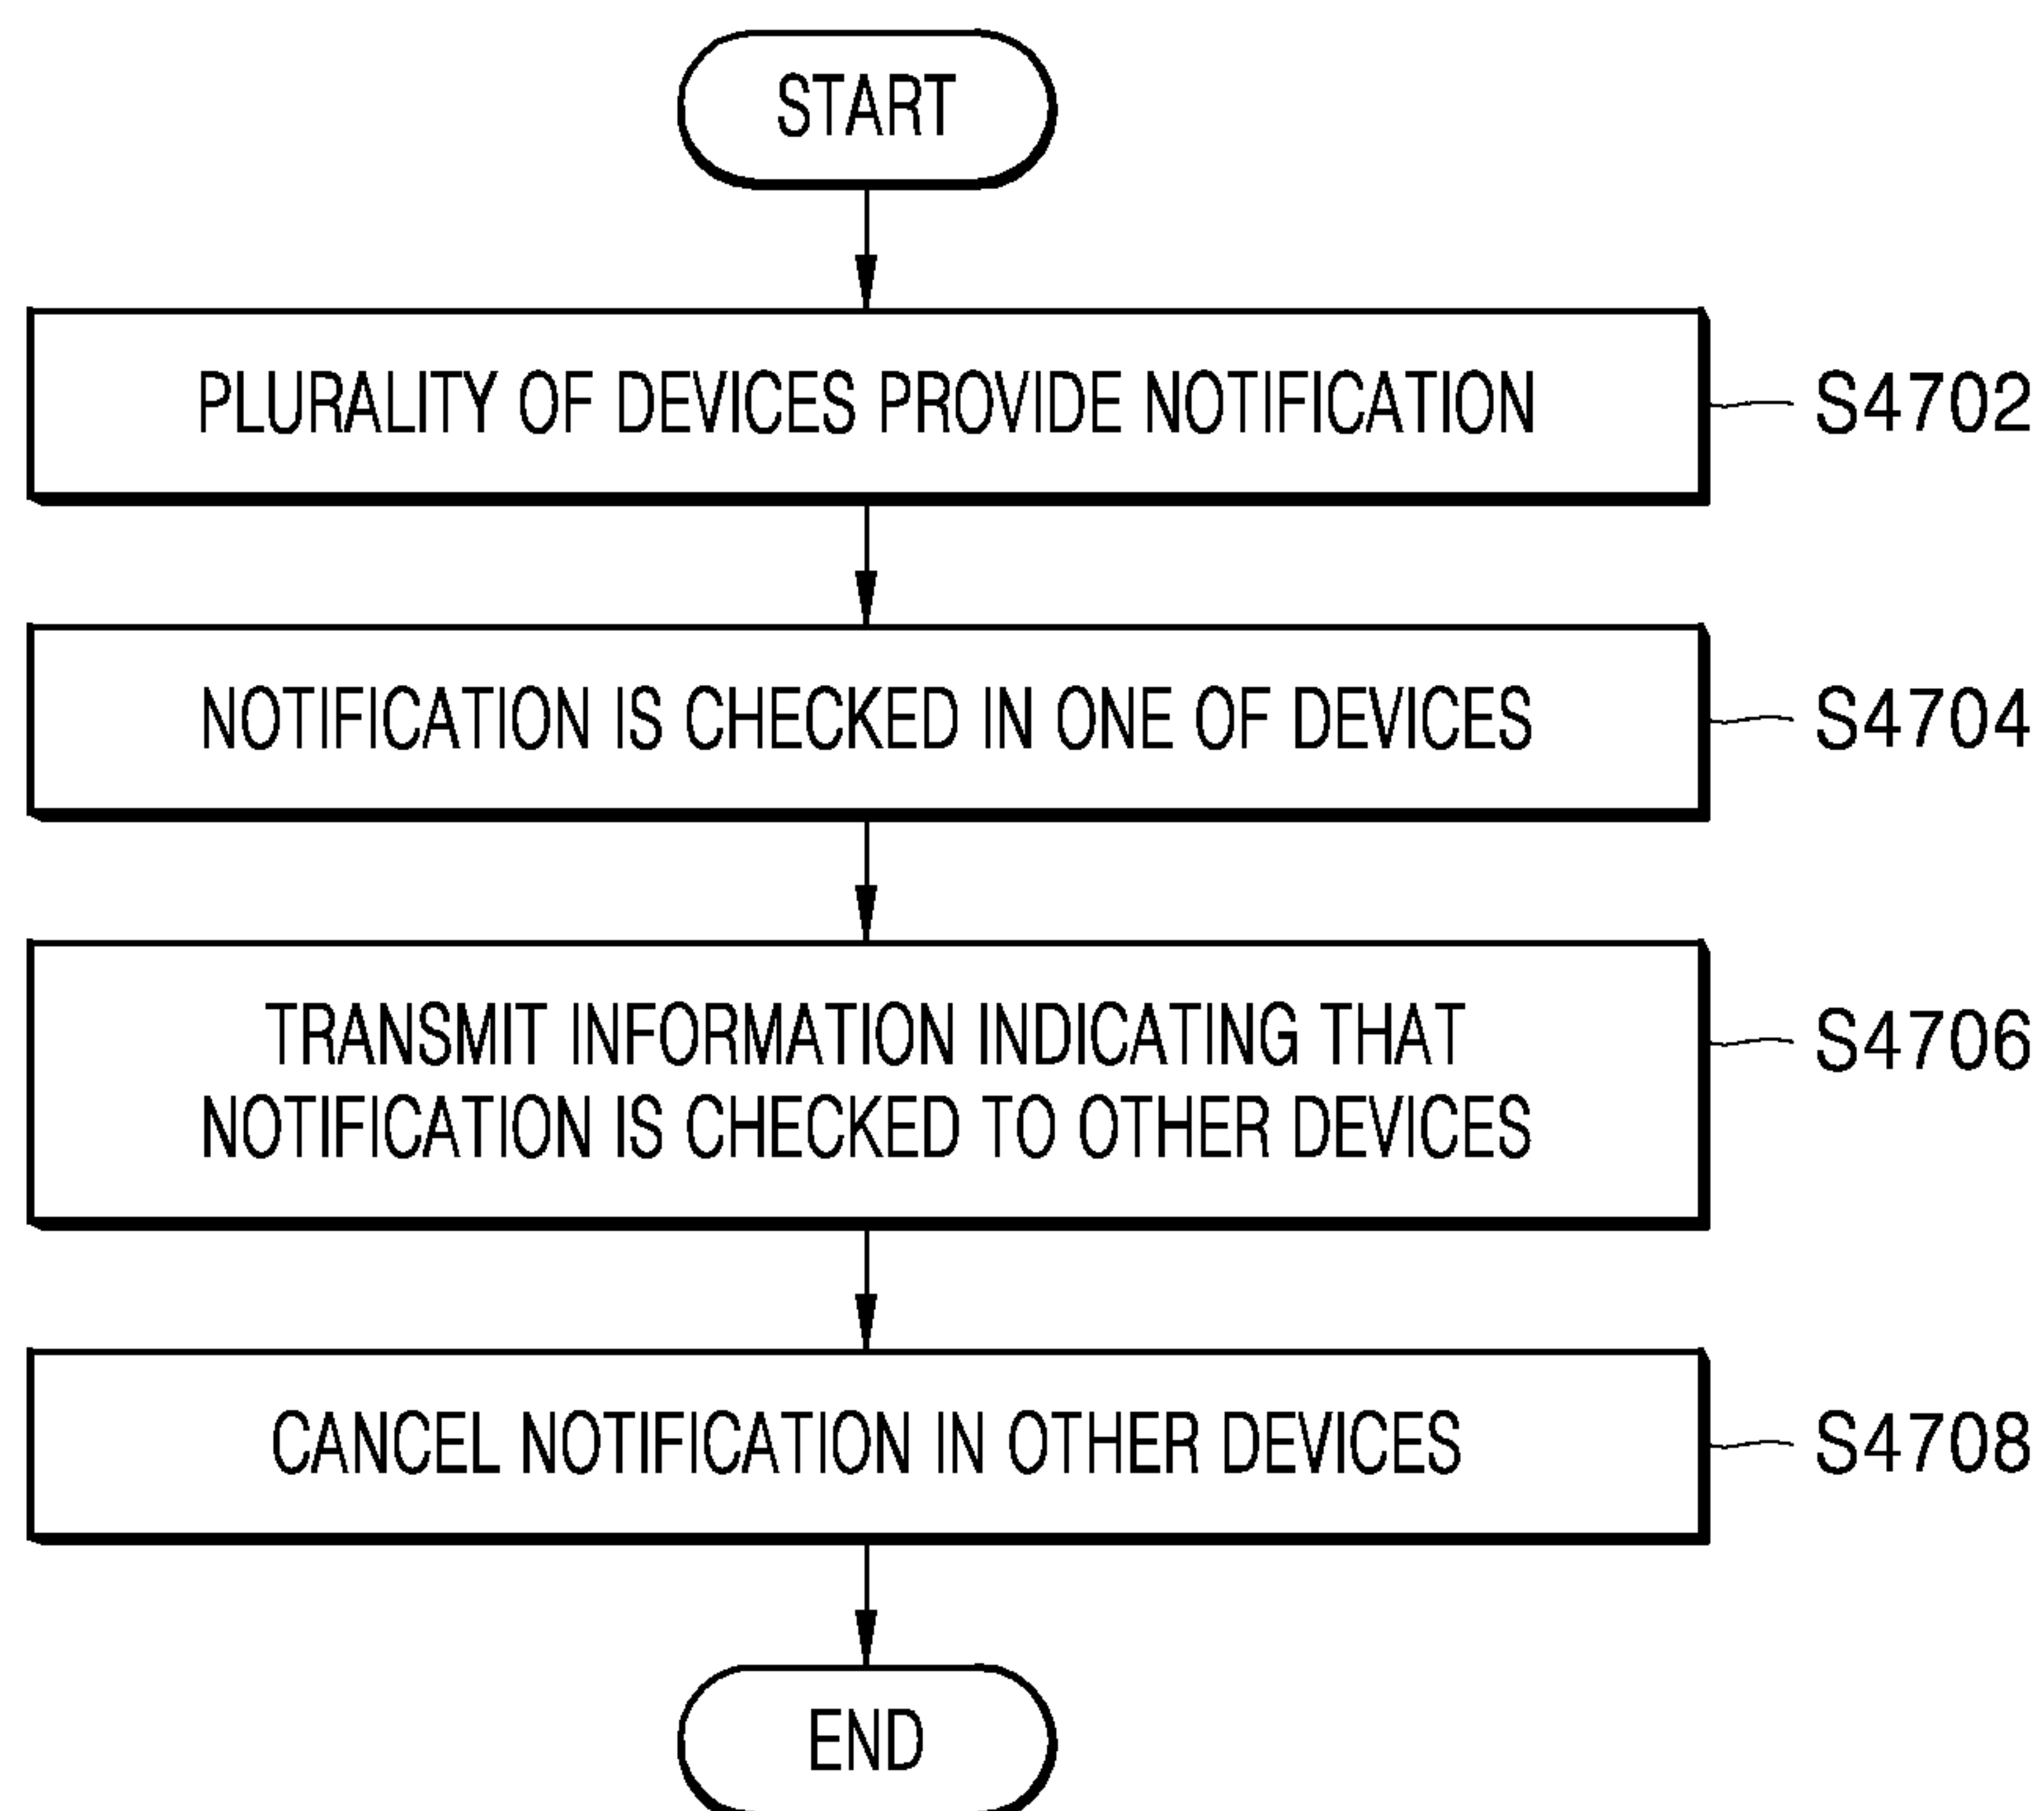 START
PLURALITY OF DEVICES PROVIDE NOTIFICATION
S4702
NOTIFICATION IS CHECKED IN ONE OF DEVICES
S4704
TRANSMIT INFORMATION INDICATING THAT
NOTIFICATION IS CHECKED TO OTHER DEVICES
S4706
CANCEL NOTIFICATION IN OTHER DEVICES
S4708
END